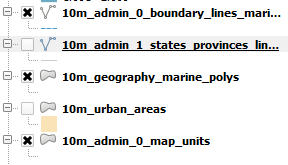 10m_admin_0_boundary_lines_mari...
10m_admin_1_states_provinces_lin...
10m_geography_marine_polys
10m_urban_areas
10m_admin_0_map_units